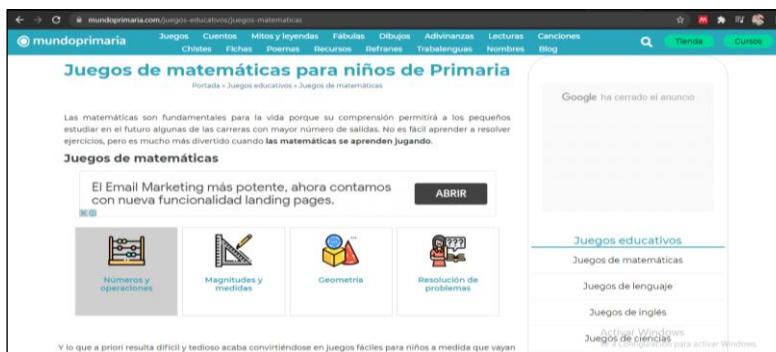 mundoprimaria.com/juegos-educativos/juegos-matematicas
mundoprimaria
Juegos Cuentos Mitos y leyendas Fábulas Dibujos Adivinanzas Lecturas Canciones
Chistes Fichas Poemas Recursos Refranes Trabalenguas Nombres Blog
Tienda
Cursos
Juegos de matemáticas para niños de Primaria
Portada » Juegos educativos » Juegos de matemáticas
Las matemáticas son fundamentales para la vida porque su comprensión permitirá a los pequeños
estudiar en el futuro algunas de las carreras con mayor número de salidas. No es fácil aprender a resolver
ejercicios, pero es mucho más divertido cuando las matemáticas se aprenden jugando.
Juegos de matemáticas
El Email Marketing más potente, ahora contamos
con nueva funcionalidad landing pages.
ABRIR
Números y
operaciones
Magnitudes y
medidas
Geometría
???
Resolución de
problemas
Y lo que a priori resulta difícil y tedioso acaba convirtiéndose en juegos fáciles para niños a medida que vayan
Google ha cerrado el anuncio
Juegos educativos
Juegos de matemáticas
Juegos de lenguaje
Juegos de inglés
Juegos de ciencias
Activar Windows
Configuración para activar Windows.